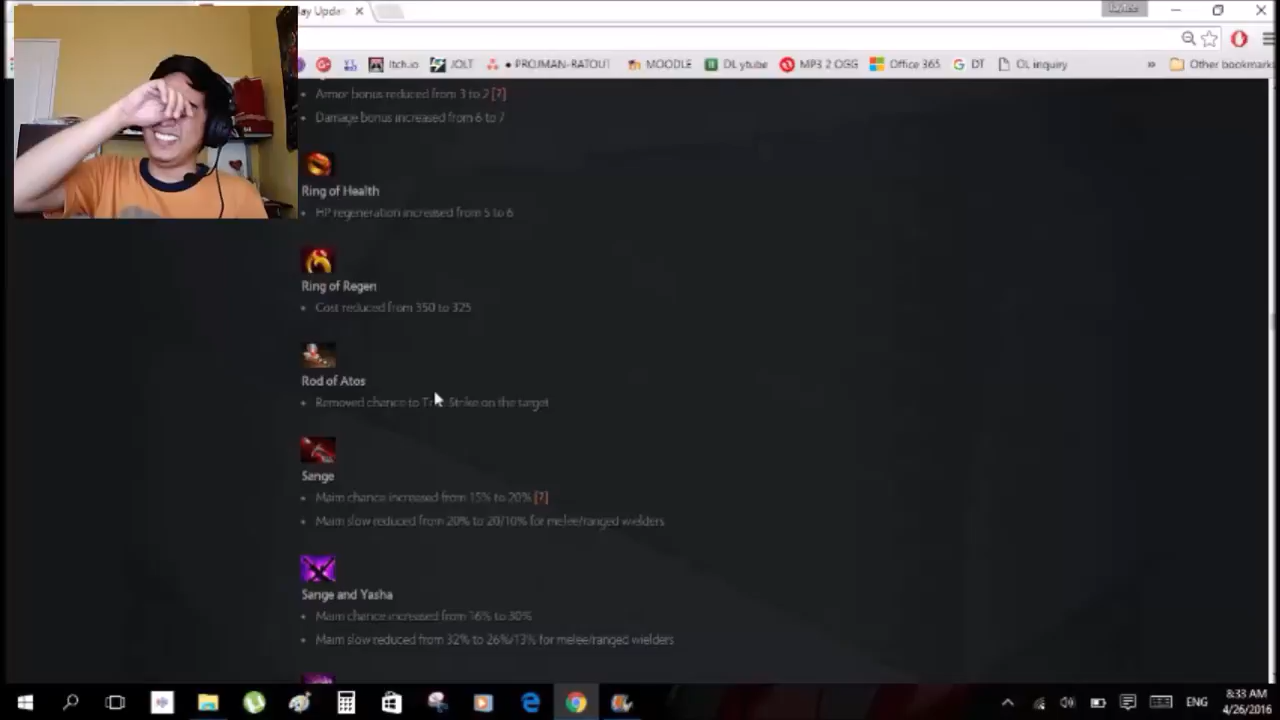 ay Upda
Itch.io
JOLT
PROJMAN-RATOUT
MOODLE
DL ytube
MP3 2 OGG
Office 365
DT
OL inquiry
»
Other bookmark
• Armor bonus reduced from 3 to 2 [?]
• Damage bonus increased from 6 to 7
Ring of Health
• HP regeneration increased from 5 to 6
Ring of Regen
• Cost reduced from 350 to 325
Rod of Atos
• Removed chance to Strike on the target
Sange
• Maim chance increased from 15% to 20% [?]
• Maim slow reduced from 20% to 20/10% for melee/ranged wielders
Sange and Yasha
• Maim chance increased from 16% to 30%
• Maim slow reduced from 32% to 26%/13% for melee/ranged wielders
ENG
8:33 AM
4/26/2016